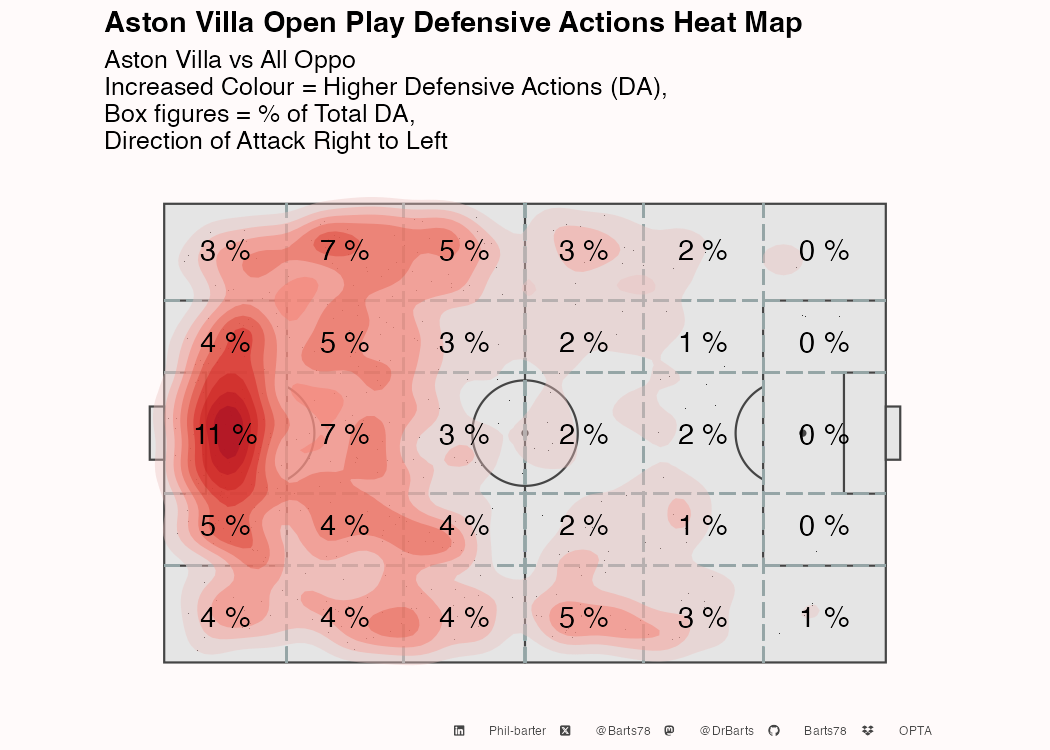 Aston Villa Open Play Defensive Actions Heat Map
Aston Villa vs All Oppo
Increased Colour = Higher Defensive Actions (DA),
Box figures = % of Total DA,
Direction of Attack Right to Left
3 % 7 % 5 % 3 % 2 % 0 %
4 % 5 % 3 % 2 % 1 % 0 %
11 % 7 % 3 % 2 % 2 % 0 %
5 % 4 % 4 % 2 % 1 % 0 %
4 % 4 % 4 % 5 % 3 % 1 %
Phil-barter @Barts78 @DrBarts Barts78 OPTA